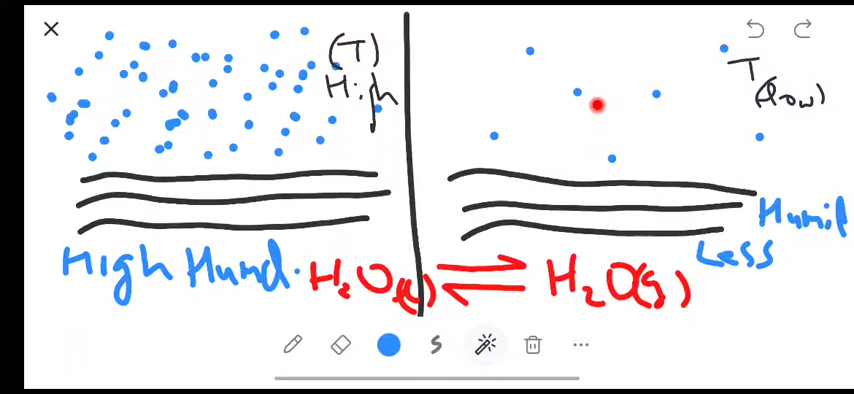 (T)
High
T
(low)
Humid
Less
High Humd.
H₂O(l) ⇌ H₂O(g)